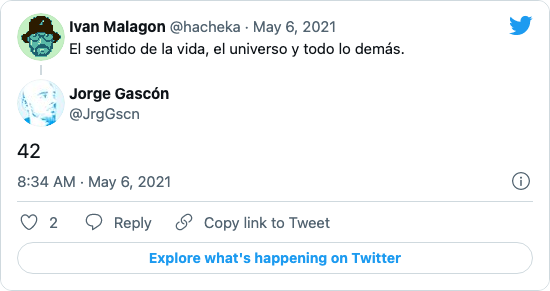 Ivan Malagon @hacheka · May 6, 2021
El sentido de la vida, el universo y todo lo demás.
Jorge Gascón
@JrgGscn
42
8:34 AM · May 6, 2021
2 Reply Copy link to Tweet
Explore what's happening on Twitter